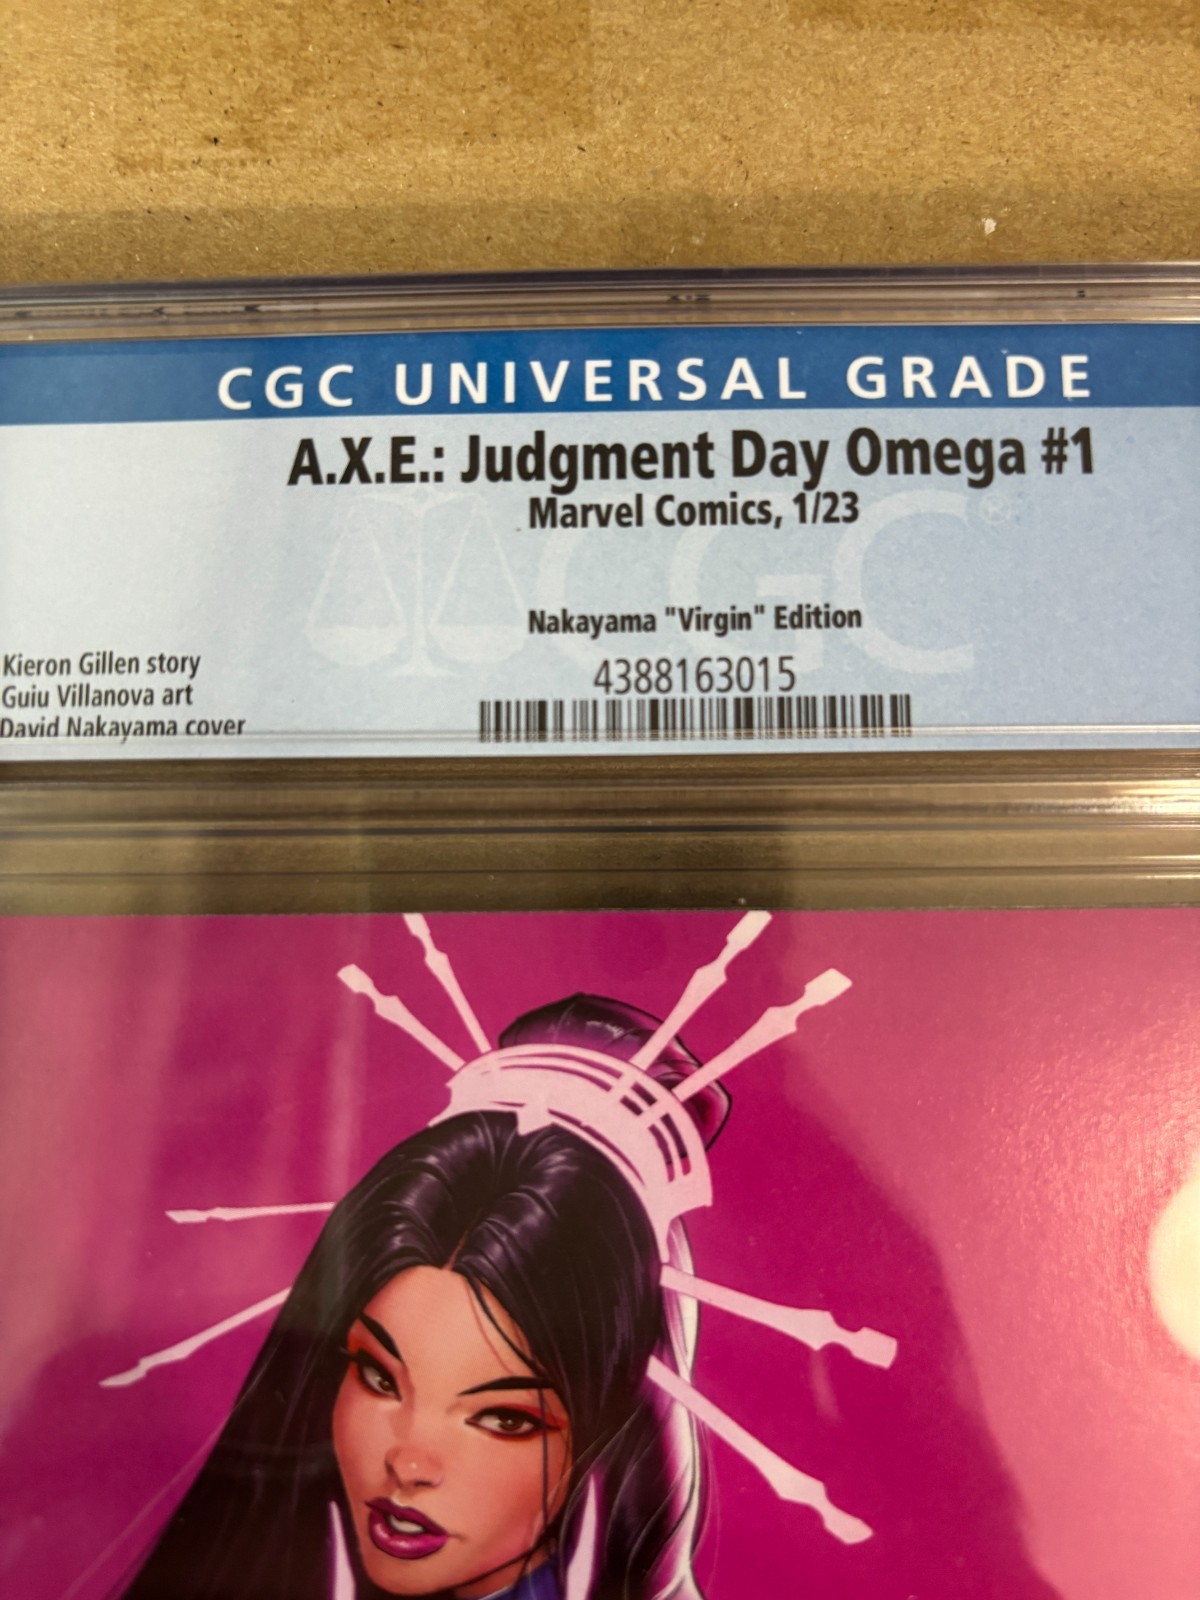 CGC UNIVERSAL GRADE
A.X.E.: Judgment Day Omega #1
Marvel Comics, 1/23
CGC®
Nakayama "Virgin" Edition
4388163015
Kieron Gillen story
Guiu Villanova art
David Nakayama cover